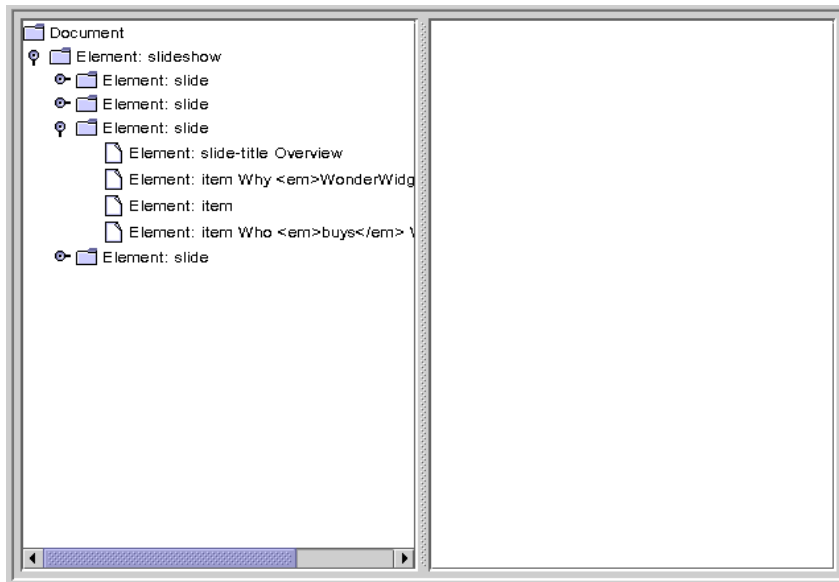 Document
Element: slideshow
Element: slide
Element: slide
Element: slide
Element: slide-title Overview
Element: item Why <em>WonderWidg
Element: item
Element: item Who <em>buys</em>
Element: slide